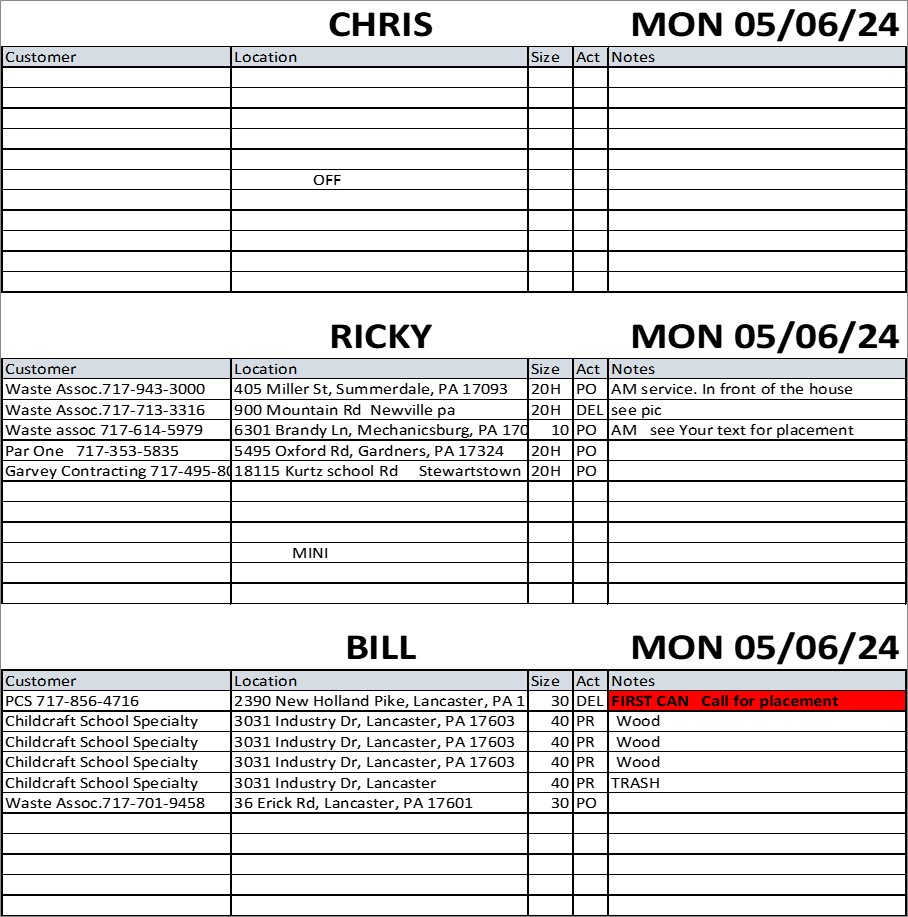 CHRIS MON 05/06/24
Customer Location Size Act Notes
OFF
RICKY MON 05/06/24
Customer Location Size Act Notes
Waste Assoc.717-943-3000 405 Miller St, Summerdale, PA 17093 20H PO AM service. In front of the house
Waste Assoc.717-713-3316 900 Mountain Rd Newville pa 20H DEL see pic
Waste assoc 717-614-5979 6301 Brandy Ln, Mechanicsburg, PA 170 10 PO AM see Your text for placement
Par One 717-353-5835 5495 Oxford Rd, Gardners, PA 17324 20H PO
Garvey Contracting 717-495-80 18115 Kurtz school Rd Stewartstown 20H PO
MINI
BILL MON 05/06/24
Customer Location Size Act Notes
PCS 717-856-4716 2390 New Holland Pike, Lancaster, PA 1 30 DEL FIRST CAN Call for placement
Childcraft School Specialty 3031 Industry Dr, Lancaster, PA 17603 40 PR Wood
Childcraft School Specialty 3031 Industry Dr, Lancaster, PA 17603 40 PR Wood
Childcraft School Specialty 3031 Industry Dr, Lancaster, PA 17603 40 PR Wood
Childcraft School Specialty 3031 Industry Dr, Lancaster 40 PR TRASH
Waste Assoc.717-701-9458 36 Erick Rd, Lancaster, PA 17601 30 PO